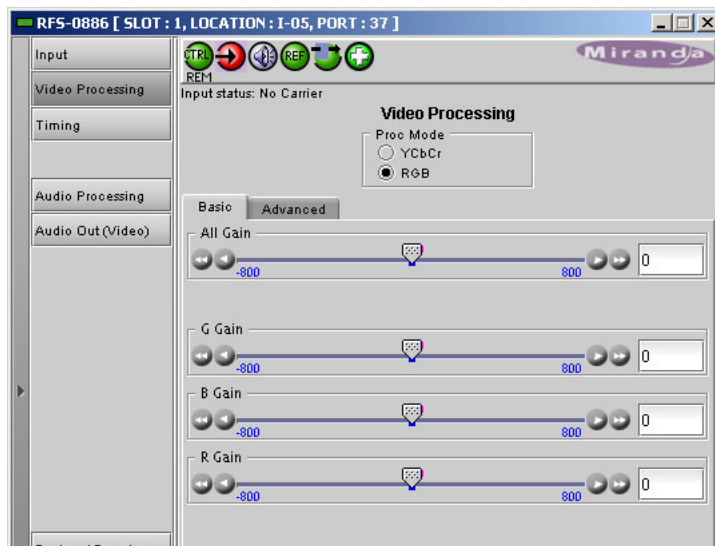 RFS-0886 [ SLOT : 1, LOCATION : I-05, PORT : 37 ]
Input
Video Processing
Timing
Audio Processing
Audio Out (Video)
CTRL
REF
Miranda
REM
Input status: No Carrier
Video Processing
Proc Mode
YCbCr
RGB
Basic
Advanced
All Gain
-800
800
0
G Gain
-800
800
0
B Gain
-800
800
0
R Gain
-800
800
0